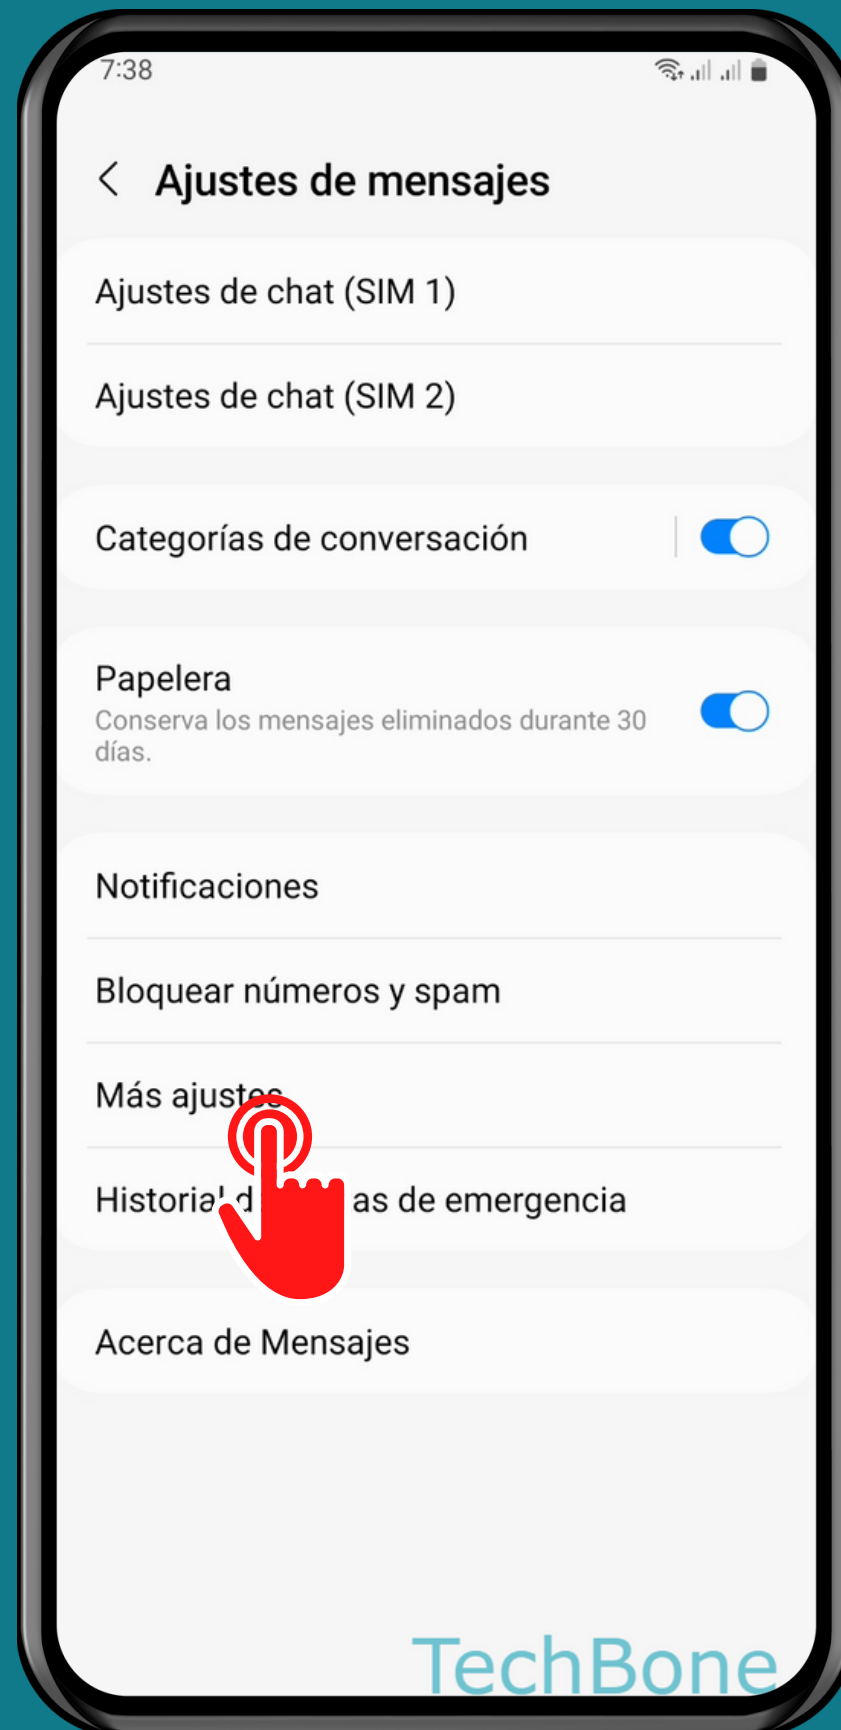 7:38
Ajustes de mensajes
Ajustes de chat (SIM 1)
Ajustes de chat (SIM 2)
Categorías de conversación
Papelera
Conserva los mensajes eliminados durante 30
días.
Notificaciones
Bloquear números y spam
Más ajustes
Historial de emergencia
Acerca de Mensajes
TechBone